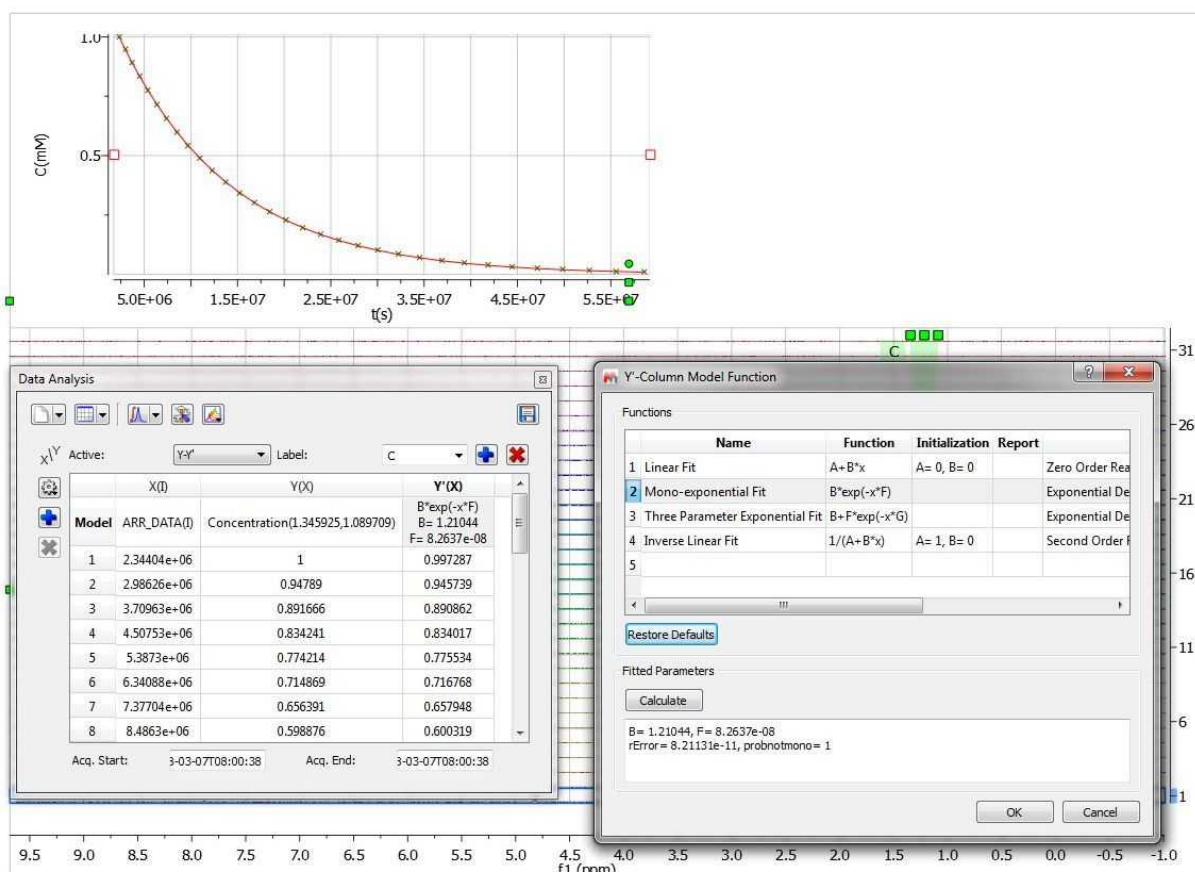 1.0
0.5
C(mM)
5.0E+06 1.5E+07 2.5E+07 3.5E+07 4.5E+07
t(s)
C
31
26
21
16
11
6
1
Data Analysis
Active: Y-Y' Label: C
X(I) Y(X) Y'(X)
Model ARR_DATA(I) Concentration(1.345925,1.089709) B*exp(-x*F)
B= 1.21044
F= 8.2637e-08
1 2.34404e+06 1 0.997287
2 2.98626e+06 0.94789 0.945739
3 3.70963e+06 0.891666 0.890862
4 4.50753e+06 0.834241 0.834017
5 5.3873e+06 0.774214 0.775534
6 6.34088e+06 0.714869 0.716768
7 7.37704e+06 0.656391 0.657948
8 8.4863e+06 0.598876 0.600319
Acq. Start: 3-03-07T08:00:38 Acq. End: 3-03-07T08:00:38
Y'-Column Model Function
Functions
Name Function Initialization Report
1 Linear Fit A+B*x A= 0, B= 0 Zero Order Rea
2 Mono-exponential Fit B*exp(-x*F) Exponential De
3 Three Parameter Exponential Fit B+F*exp(-x*G) Exponential De
4 Inverse Linear Fit 1/(A+B*x) A= 1, B= 0 Second Order F
5
Restore Defaults
Fitted Parameters
Calculate
B= 1.21044, F= 8.2637e-08
rError= 8.21131e-11, probnotmono= 1
OK Cancel
9.5 9.0 8.5 8.0 7.5 7.0 6.5 6.0 5.5 5.0 4.5 4.0 3.5 3.0 2.5 2.0 1.5 1.0 0.5 0.0 -0.5 -1.0
f1 (ppm)